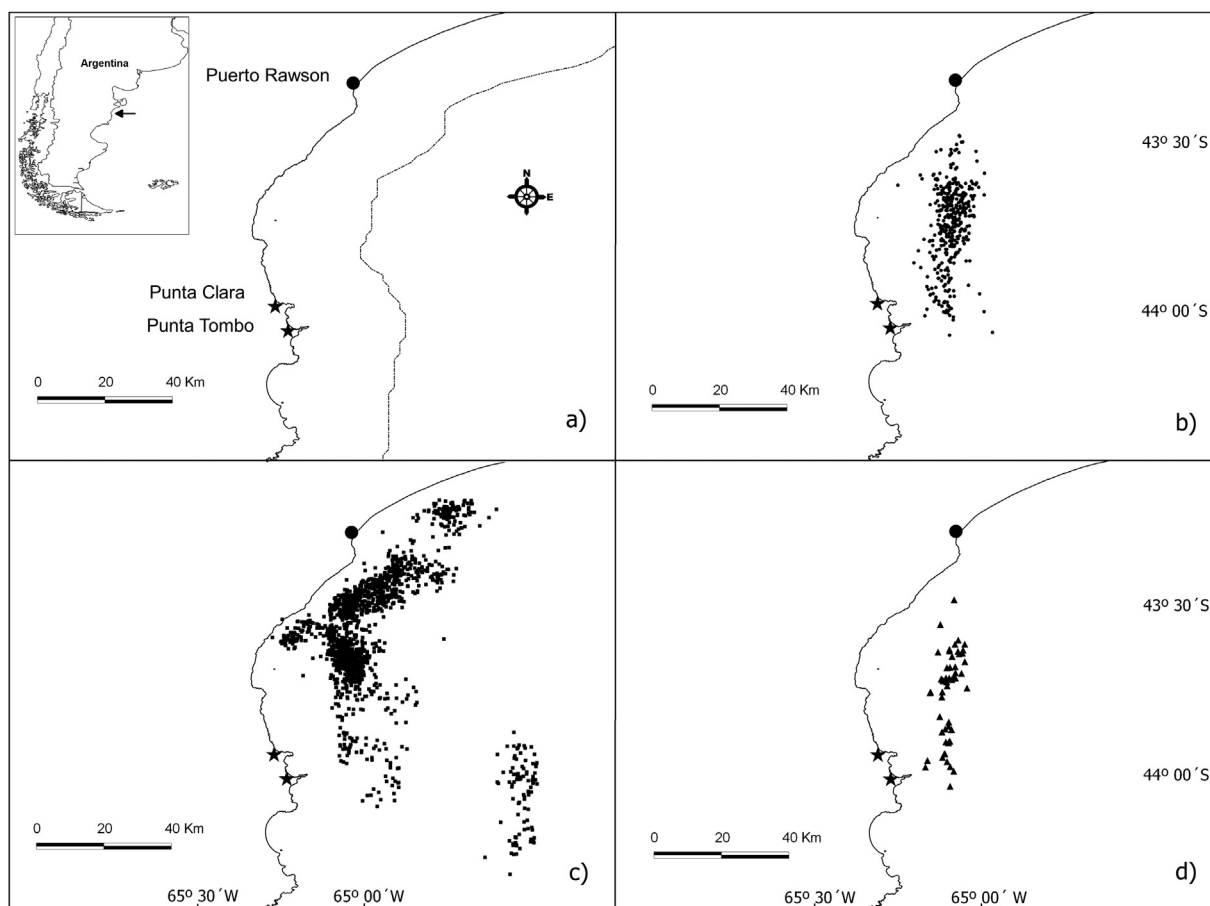 Argentina
Puerto Rawson
N
E
Punta Clara
Punta Tombo
0 20 40 Km
a)
43º 30´S
44º 00´S
0 20 40 Km
b)
0 20 40 Km
c)
65º 30´W 65º 00´W
43º 30´S
44º 00´S
0 20 40 Km
d)
65º 30´W 65º 00´W